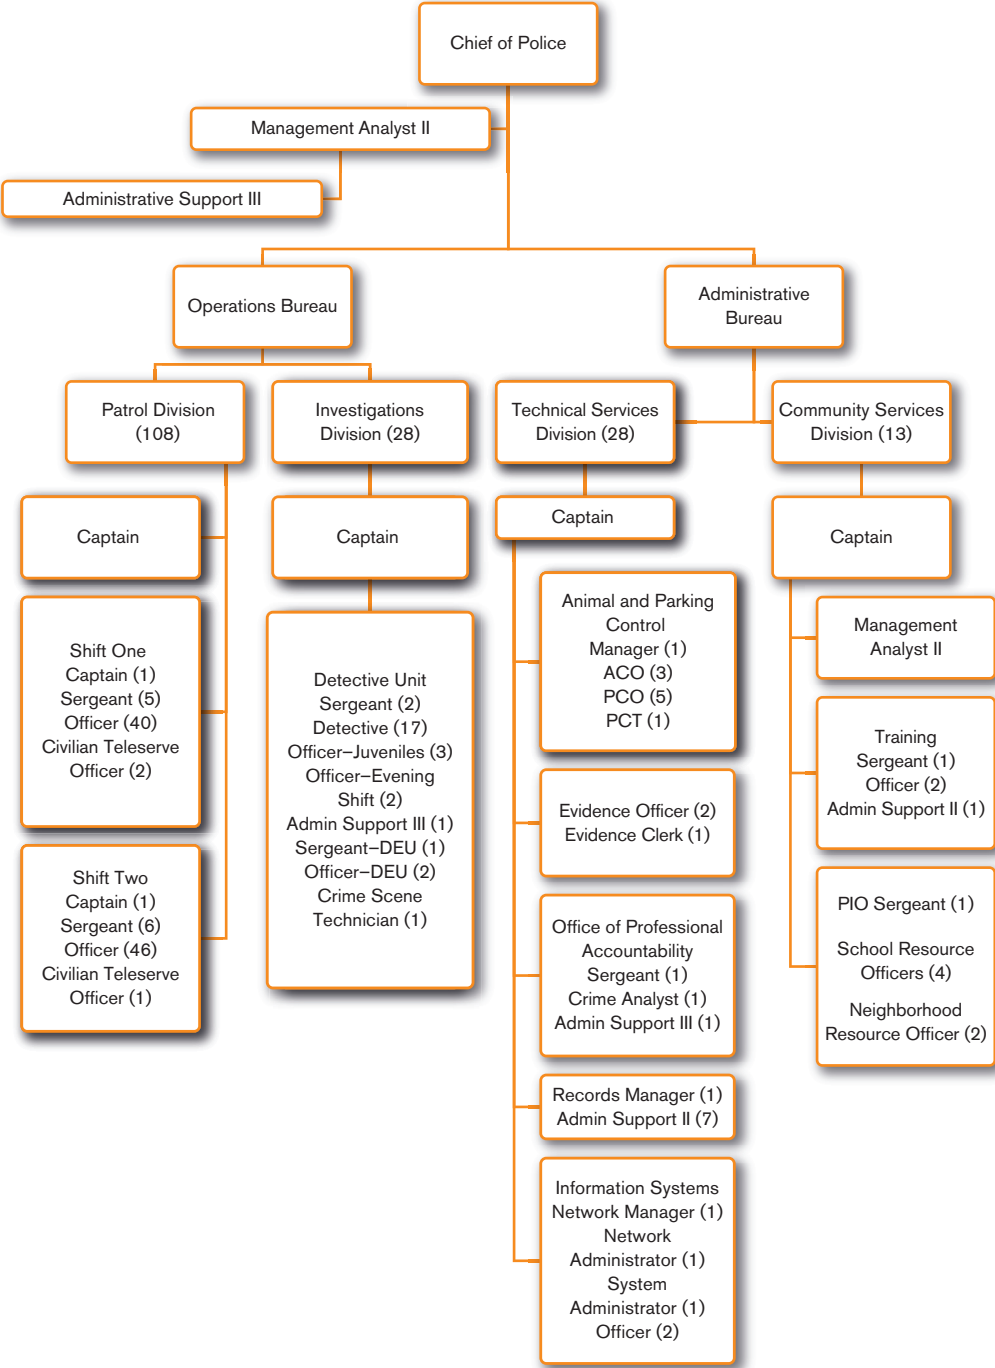 Chief of Police
Management Analyst II
Administrative Support III
Operations Bureau
Administrative
Bureau
Patrol Division
(108)
Investigations
Division (28)
Technical Services
Division (28)
Community Services
Division (13)
Captain
Shift One
Captain (1)
Sergeant (5)
Officer (40)
Civilian Teleserve
Officer (2)
Shift Two
Captain (1)
Sergeant (6)
Officer (46)
Civilian Teleserve
Officer (1)
Captain
Detective Unit
Sergeant (2)
Detective (17)
Officer–Juveniles (3)
Officer–Evening
Shift (2)
Admin Support III (1)
Sergeant–DEU (1)
Officer–DEU (2)
Crime Scene
Technician (1)
Captain
Animal and Parking
Control
Manager (1)
ACO (3)
PCO (5)
PCT (1)
Evidence Officer (2)
Evidence Clerk (1)
Office of Professional
Accountability
Sergeant (1)
Crime Analyst (1)
Admin Support III (1)
Records Manager (1)
Admin Support II (7)
Information Systems
Network Manager (1)
Network
Administrator (1)
System
Administrator (1)
Officer (2)
Captain
Management
Analyst II
Training
Sergeant (1)
Officer (2)
Admin Support II (1)
PIO Sergeant (1)
School Resource
Officers (4)
Neighborhood
Resource Officer (2)